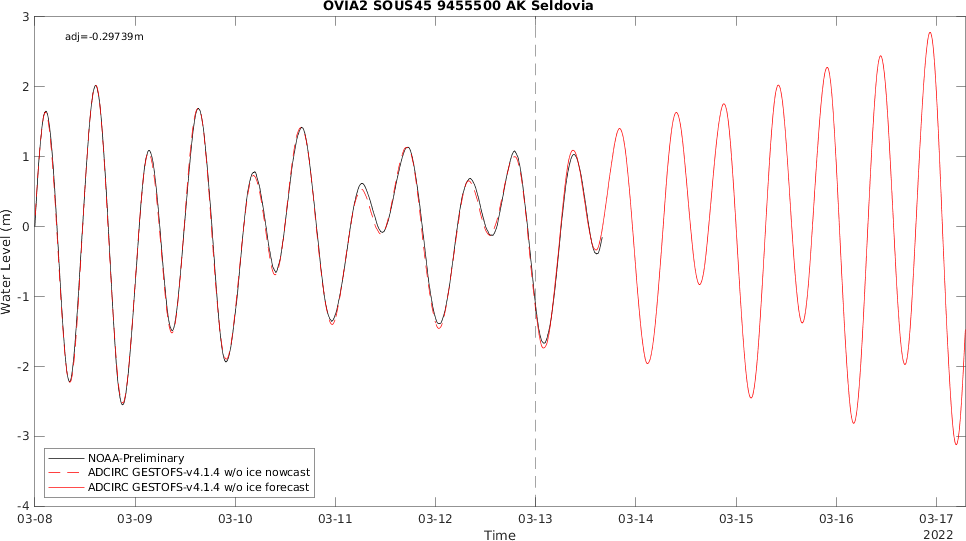 OVIA2 SOUS45 9455500 AK Seldovia
adj=-0.29739m
3
2
1
0
-1
-2
-3
-4
Water Level (m)
NOAA-Preliminary
ADCIRC GESTOFS-v4.1.4 w/o ice nowcast
ADCIRC GESTOFS-v4.1.4 w/o ice forecast
03-08 03-09 03-10 03-11 03-12 03-13 03-14 03-15 03-16 03-17
Time
2022